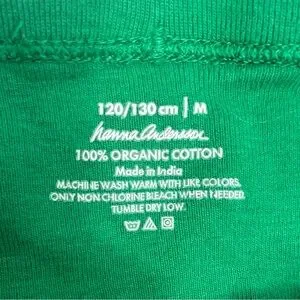 120/130 cm | M
hanna andersson
100% ORGANIC COTTON
Made in India
MACHINE WASH WARM WITH LIKE COLORS.
ONLY NON CHLORINE BLEACH WHEN NEEDED.
TUMBLE DRY LOW.